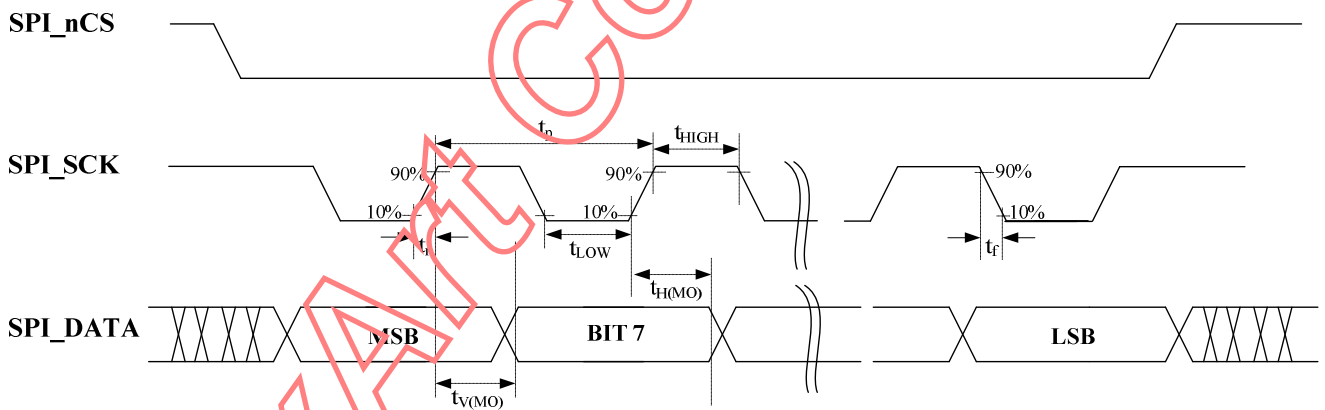 SPI_nCS
t_p t_HIGH
SPI_SCK
90% 90% 90%
10% 10% 10%
t_LOW t_f
t_H(MO)
SPI_DATA MSB BIT 7 LSB
t_V(MO)